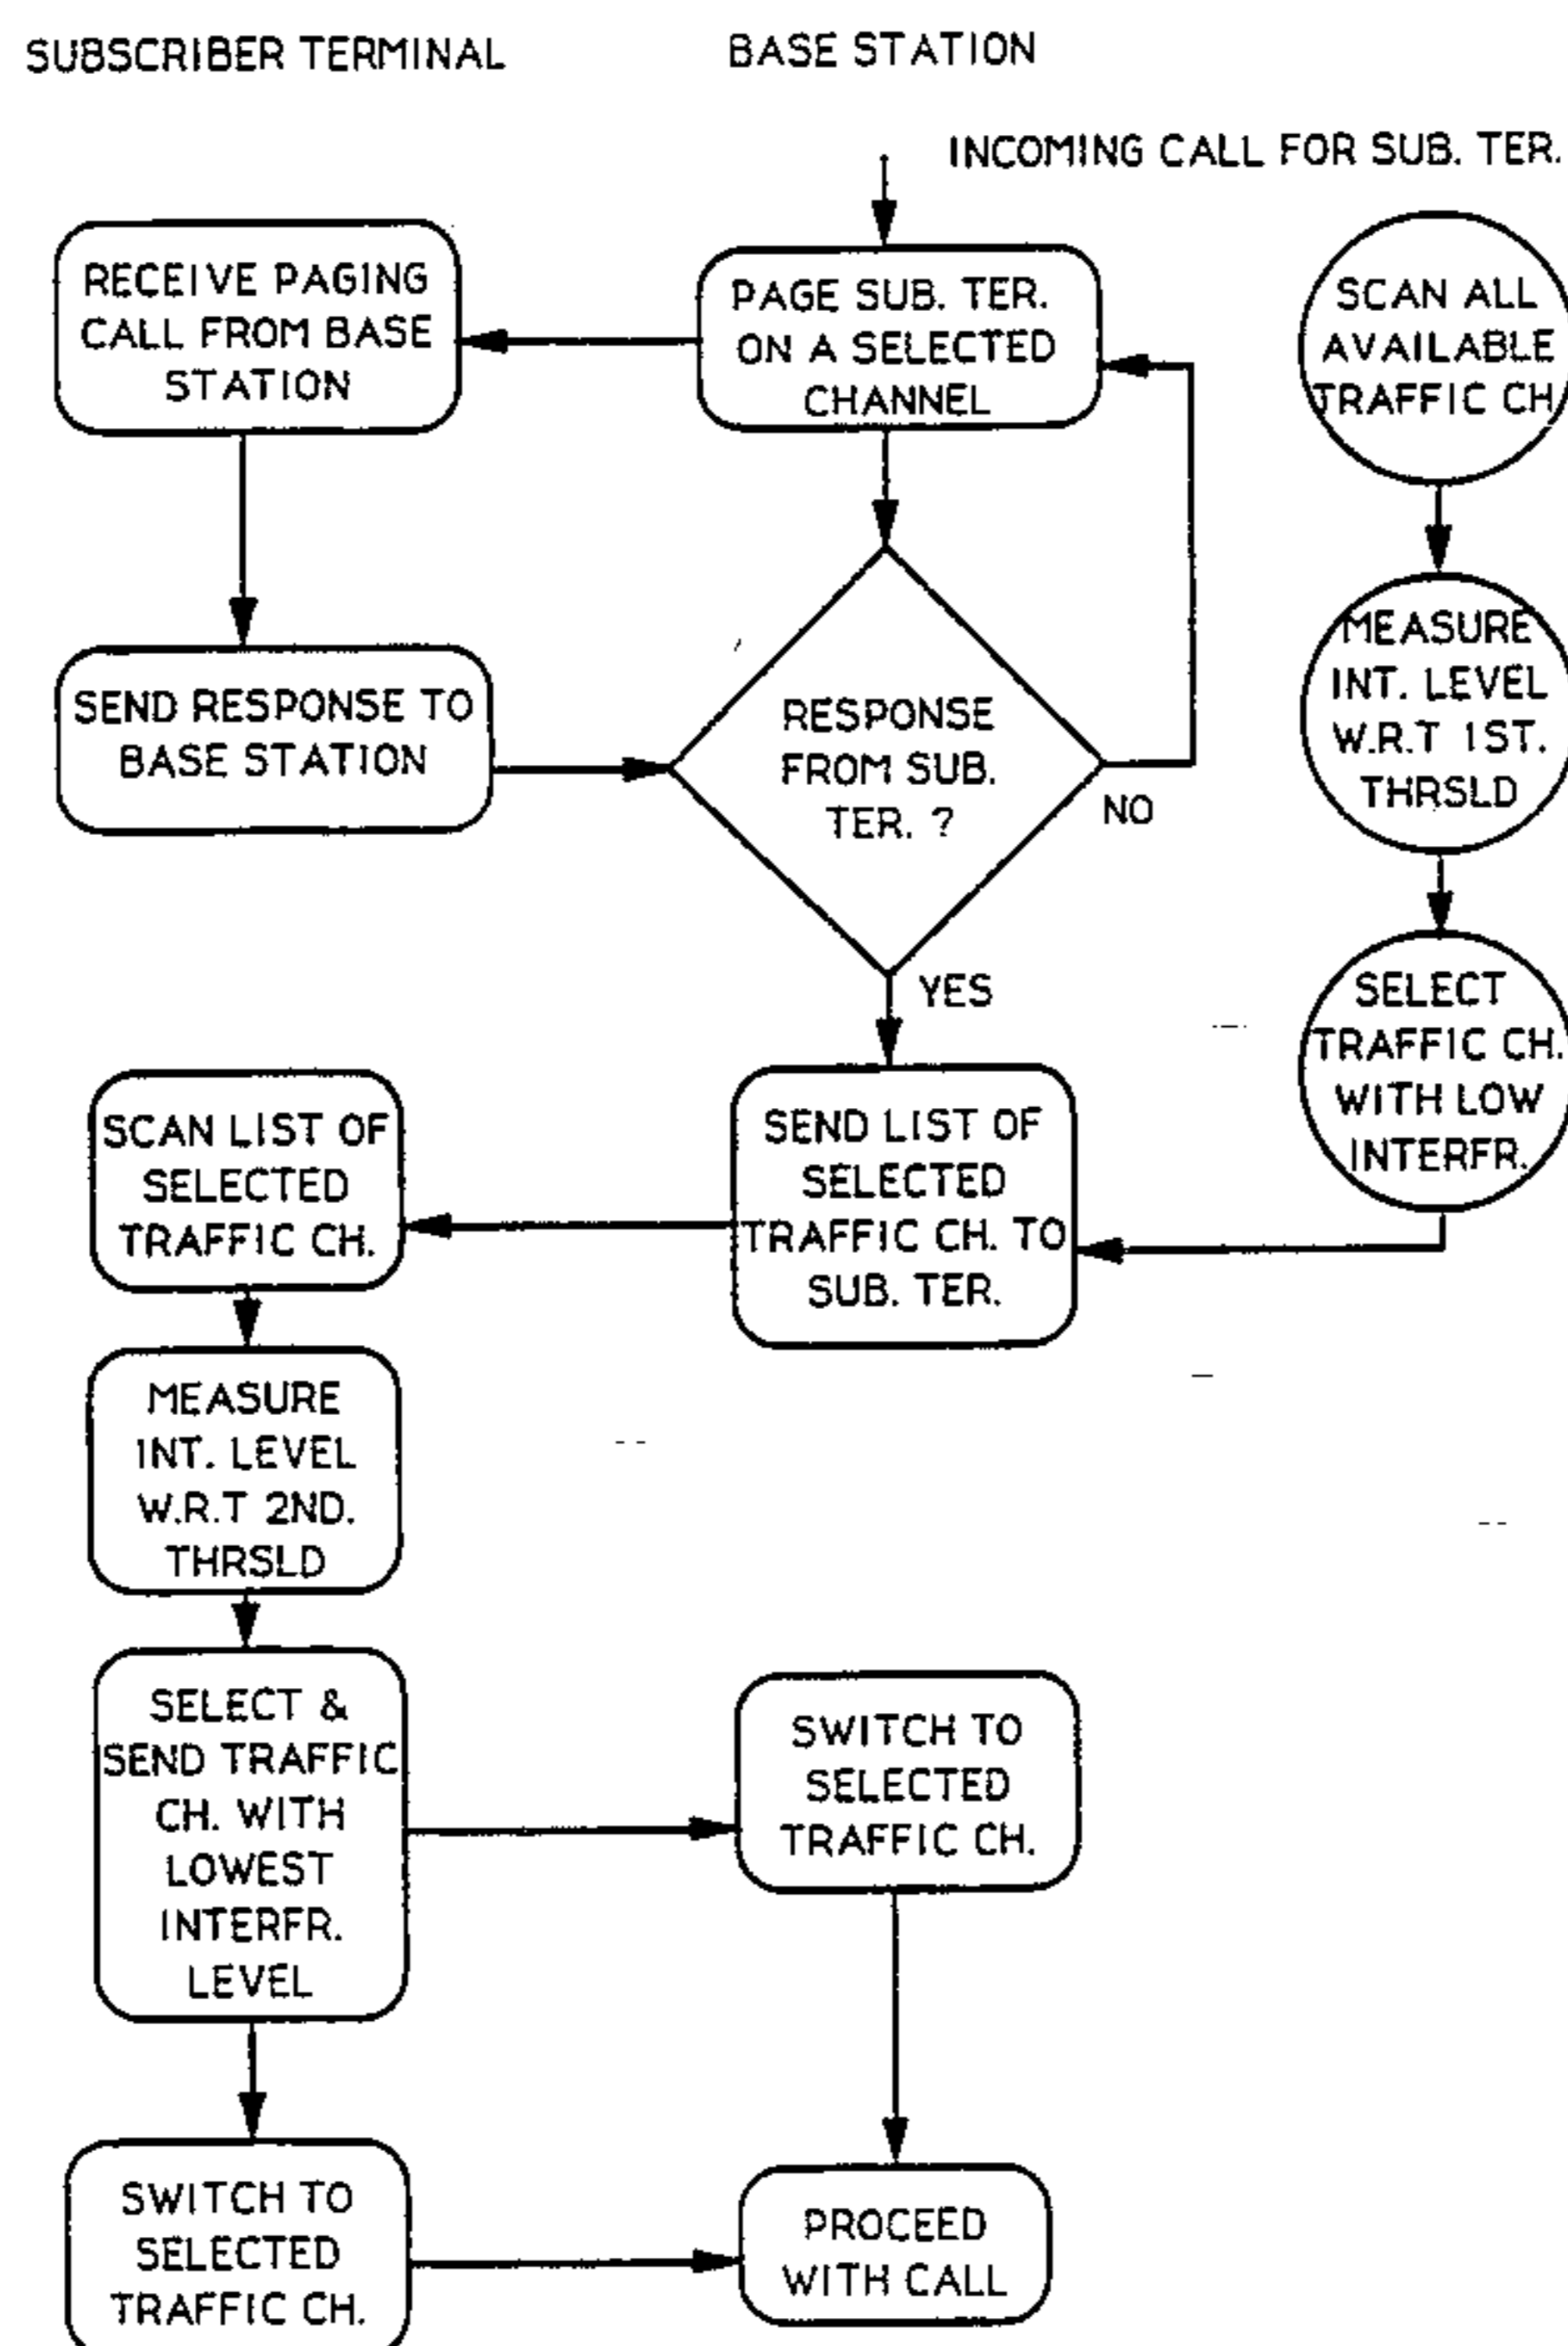 SUBSCRIBER TERMINAL
BASE STATION
INCOMING CALL FOR SUB. TER.
RECEIVE PAGING
CALL FROM BASE
STATION
PAGE SUB. TER.
ON A SELECTED
CHANNEL
SCAN ALL
AVAILABLE
TRAFFIC CH
SEND RESPONSE TO
BASE STATION
RESPONSE
FROM SUB.
TER. ?
NO
YES
MEASURE
INT. LEVEL
W.R.T 1ST.
THRSLD
SELECT
TRAFFIC CH.
WITH LOW
INTERFR.
SCAN LIST OF
SELECTED
TRAFFIC CH.
SEND LIST OF
SELECTED
TRAFFIC CH. TO
SUB. TER.
MEASURE
INT. LEVEL
W.R.T 2ND.
THRSLD
SELECT &
SEND TRAFFIC
CH. WITH
LOWEST
INTERFR.
LEVEL
SWITCH TO
SELECTED
TRAFFIC CH.
SWITCH TO
SELECTED
TRAFFIC CH.
PROCEED
WITH CALL